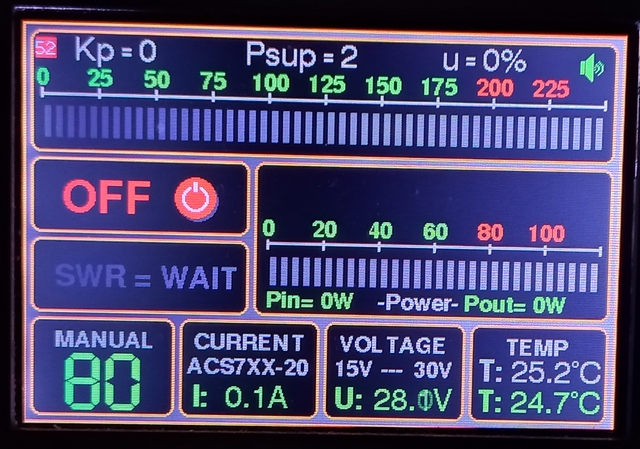 52 Kp=0 Psup=2 u=0%
0 25 50 75 100 125 150 175 200 225
OFF
0 20 40 60 80 100
SWR = WAIT
Pin= 0W -Power- Pout= 0W
MANUAL
80
CURRENT
ACS7XX-20
I: 0.1A
VOLTAGE
15V --- 30V
TEMP
T: 25.2°C
T: 24.7°C